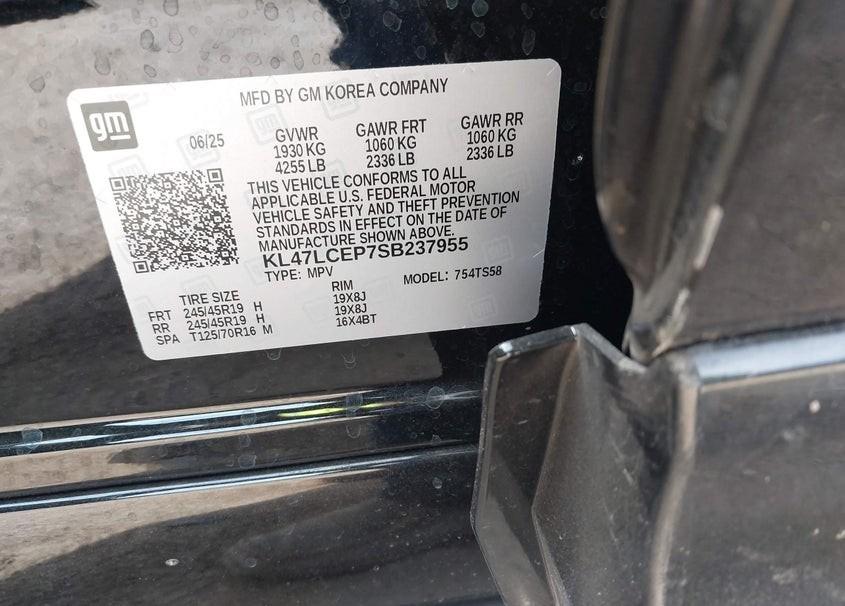 MFD BY GM KOREA COMPANY
gm
06/25 GVWR GAWR FRT GAWR RR
1930 KG 1060 KG 1060 KG
4255 LB 2336 LB 2336 LB
THIS VEHICLE CONFORMS TO ALL
APPLICABLE U.S. FEDERAL MOTOR
VEHICLE SAFETY AND THEFT PREVENTION
STANDARDS IN EFFECT ON THE DATE OF
MANUFACTURE SHOWN ABOVE.
KL47LCEP7SB237955
TYPE: MPV MODEL: 754TS58
TIRE SIZE RIM
FRT 245/45R19 H 19X8J
RR 245/45R19 H 19X8J
SPA T125/70R16 M 16X4BT